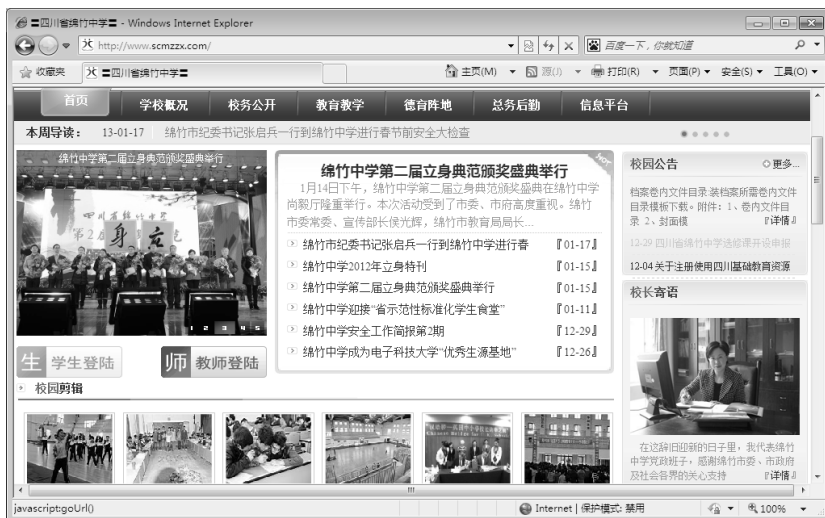 〓四川省绵竹中学〓 - Windows Internet Explorer
http://www.scmzzx.com/
百度一下，你就知道
收藏夹
〓四川省绵竹中学〓
主页(M) 源(J) 打印(R) 页面(P) 安全(S) 工具(O)
首页 学校概况 校务公开 教育教学 德育阵地 总务后勤 信息平台
本周导读： 13-01-17 绵竹市纪委书记张启兵一行到绵竹中学进行春节前安全大检查
绵竹中学第二届立身典范颁奖盛典举行
四川省绵竹中学
1 2 3 4 5
学生登陆
师 教师登陆
校园剪辑
绵竹中学第二届立身典范颁奖盛典举行
HOT
1月14日下午，绵竹中学第二届立身典范颁奖盛典在绵竹中学
尚毅厅隆重举行。本次活动受到了市委、市府高度重视。绵竹
市委常委、宣传部长侯光辉，绵竹市教育局局长...
绵竹市纪委书记张启兵一行到绵竹中学进行春 『01-17』
绵竹中学2012年立身特刊 『01-15』
绵竹中学第二届立身典范颁奖盛典举行 『01-15』
绵竹中学迎接“省示范性标准化学生食堂” 『01-11』
绵竹中学安全工作简报第2期 『12-29』
绵竹中学成为电子科技大学“优秀生源基地” 『12-26』
校园公告 更多...
档案卷内文件目录:装档案所需卷内文件
目录模板下载。附件：1、卷内文件目
录 2、封面模 『详情』
12-29 四川省绵竹中学选修课开设申报
12-04 关于注册使用四川基础教育资源
校长寄语
在这辞旧迎新的日子里，我代表绵竹
中学党政班子，感谢绵竹市委、市政府
及社会各界的关心支持 『详情』
javascript:goUrl()
Internet | 保护模式: 禁用
100%